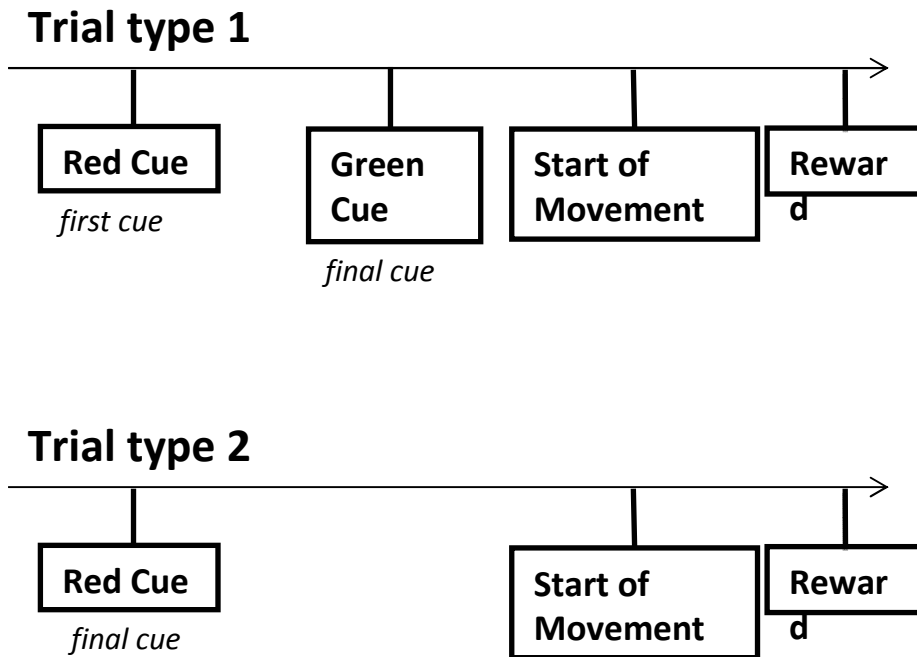 Trial type 1
Red Cue
first cue
Green
Cue
final cue
Start of
Movement
Rewar
d
Trial type 2
Red Cue
final cue
Start of
Movement
Rewar
d